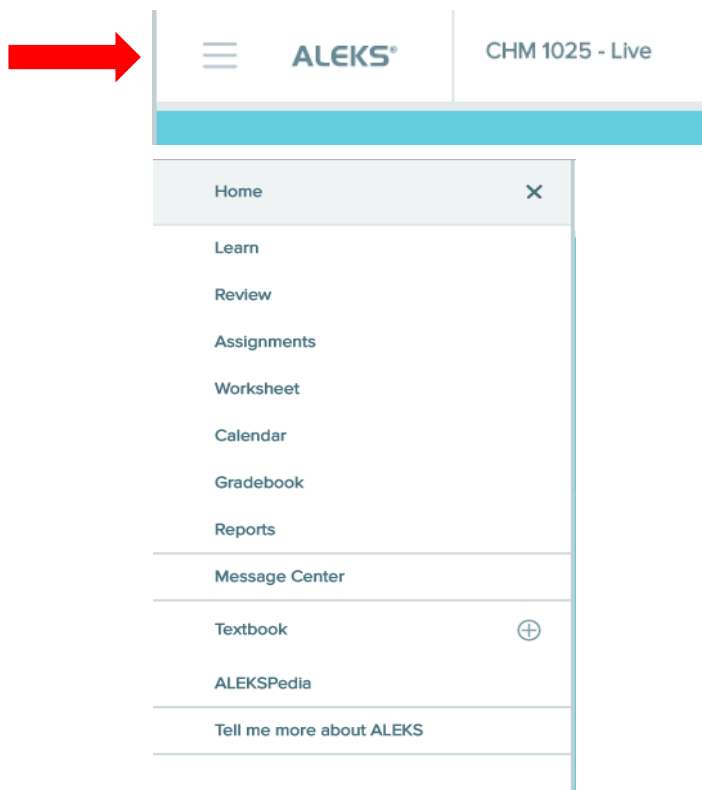 ALEKS®
CHM 1025 - Live
Home
Learn
Review
Assignments
Worksheet
Calendar
Gradebook
Reports
Message Center
Textbook
ALEKSPedia
Tell me more about ALEKS